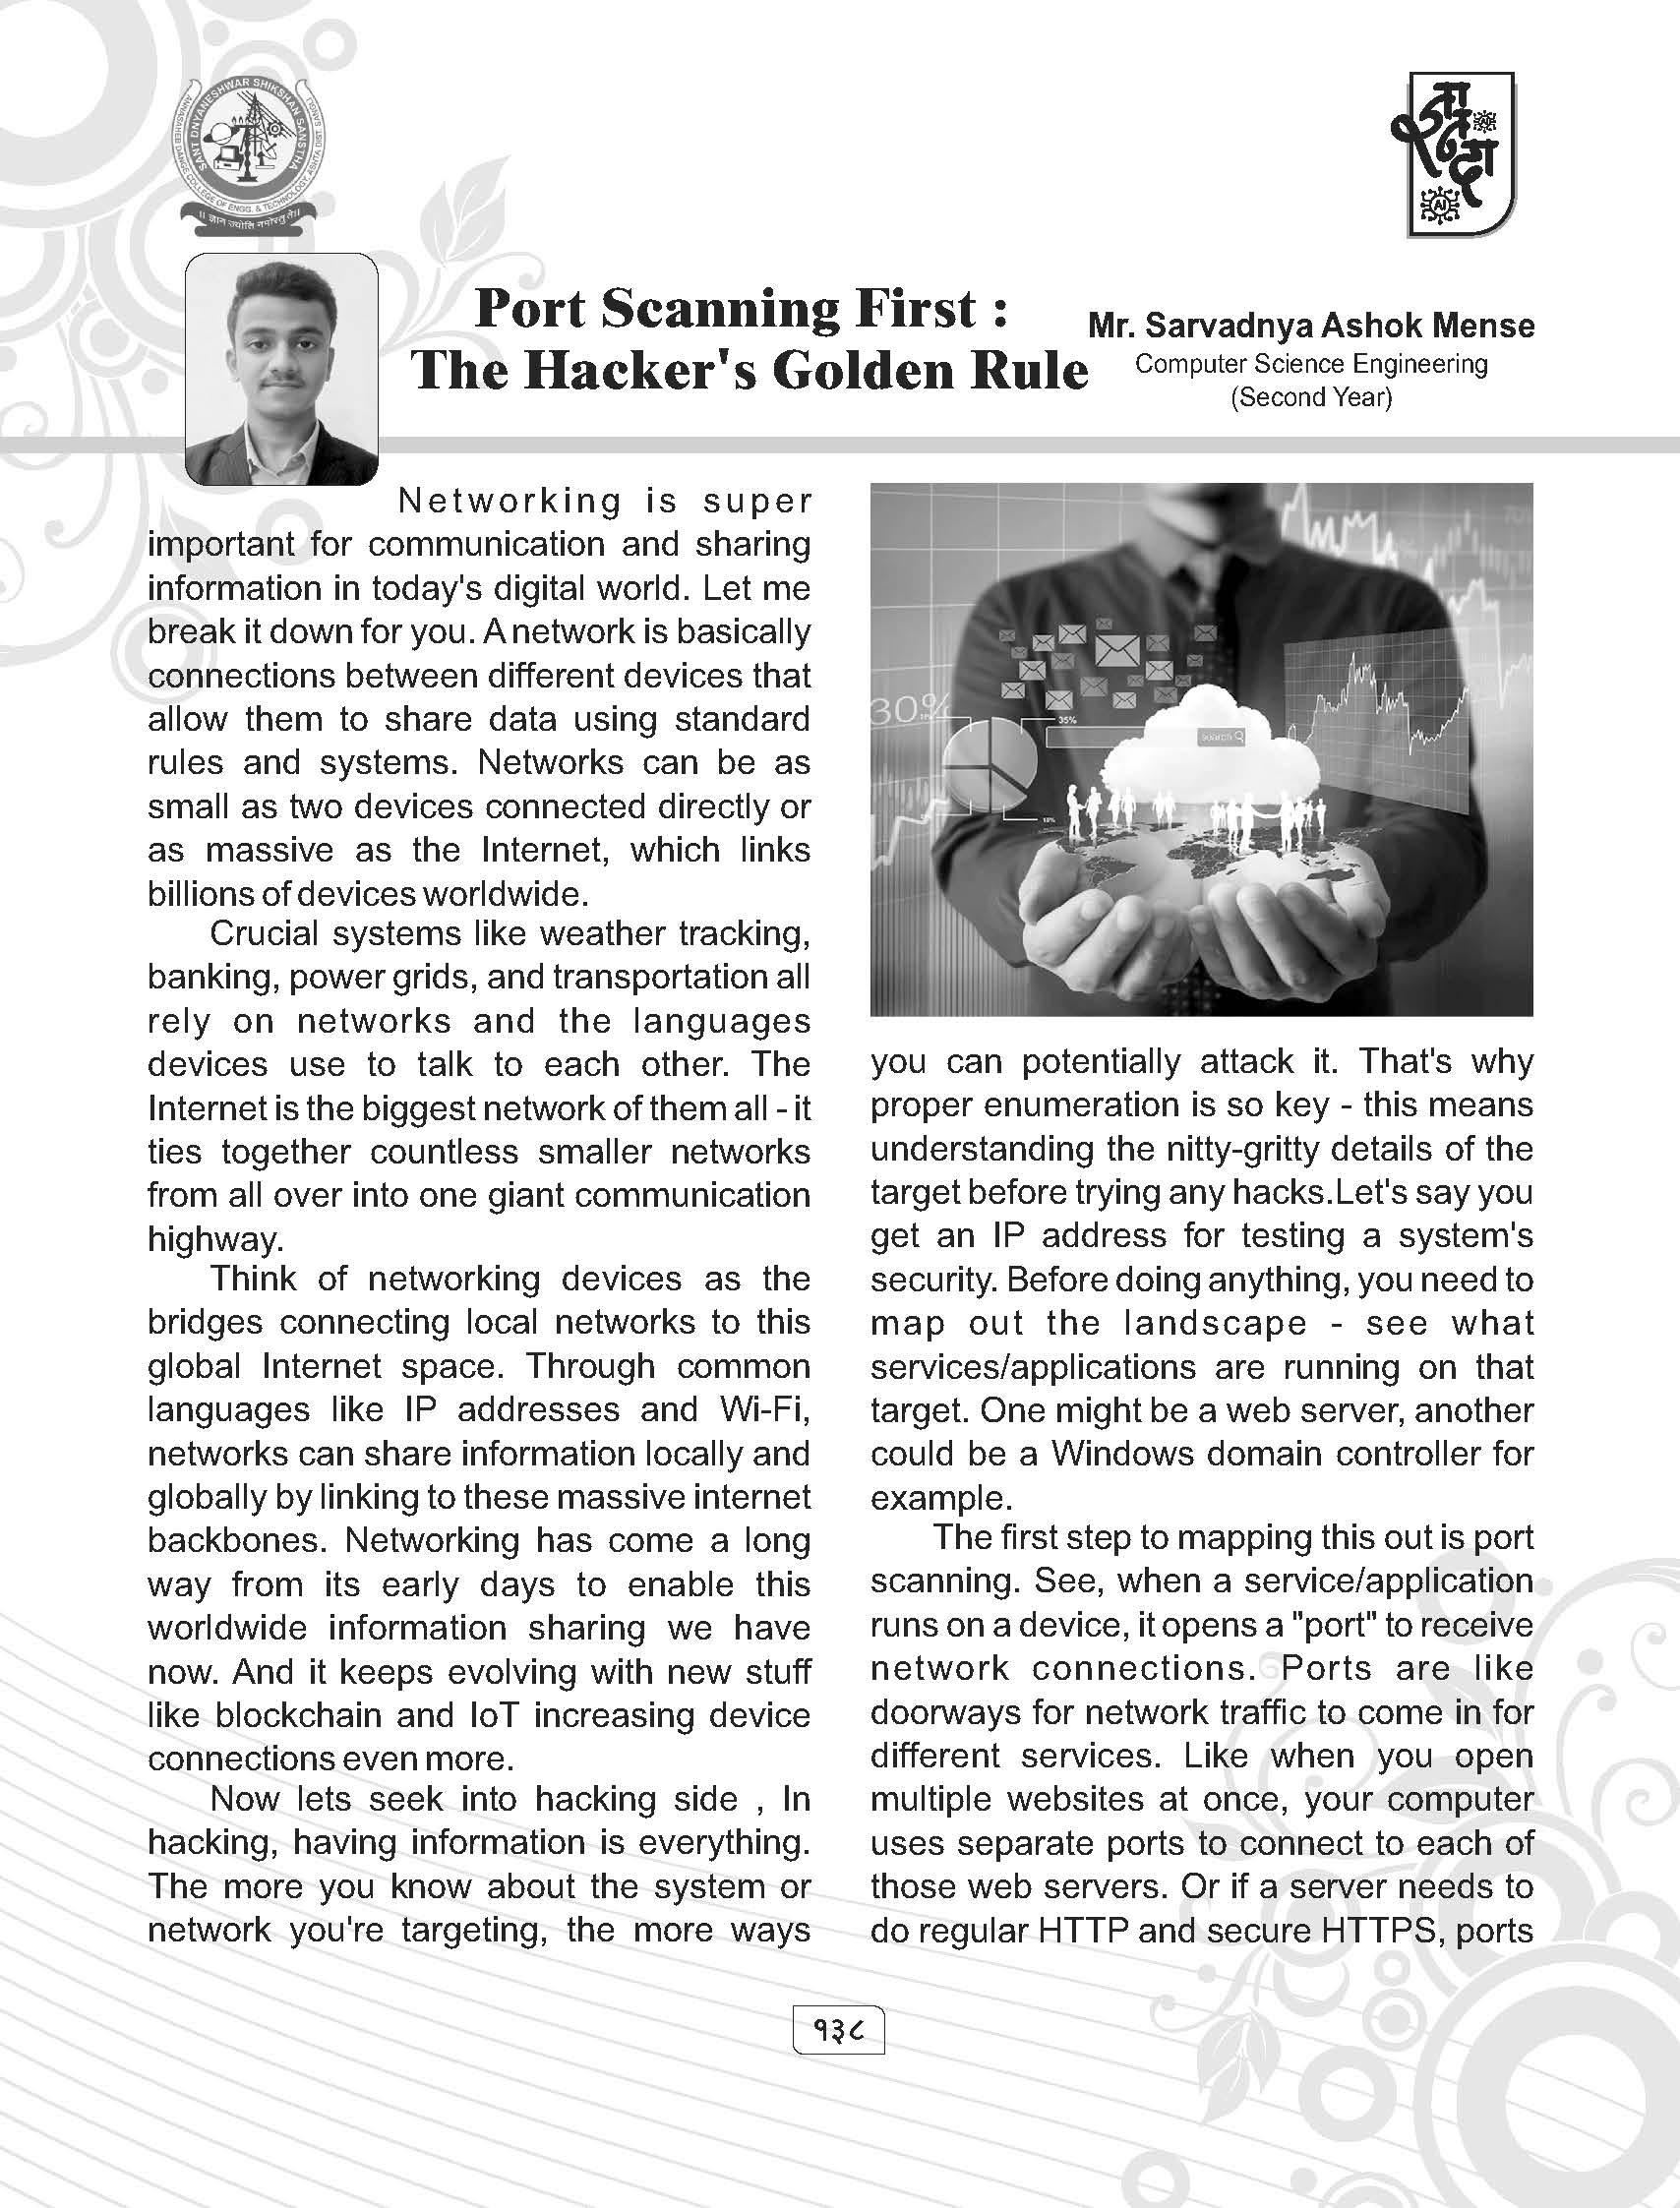 SANT DNYANESHWAR SHIKSHAN SANSTHA
ANNASAHEB DANGE COLLEGE OF ENGG. & TECHNOLOGY, ASHTA DIST. SANGLI
AI
AI
Port Scanning First :
The Hacker's Golden Rule
Mr. Sarvadnya Ashok Mense
Computer Science Engineering
(Second Year)
Networking is super
important for communication and sharing
information in today's digital world. Let me
break it down for you. A network is basically
connections between different devices that
allow them to share data using standard
rules and systems. Networks can be as
small as two devices connected directly or
as massive as the Internet, which links
billions of devices worldwide.
Crucial systems like weather tracking,
banking, power grids, and transportation all
rely on networks and the languages
devices use to talk to each other. The
Internet is the biggest network of them all - it
ties together countless smaller networks
from all over into one giant communication
highway.
Think of networking devices as the
bridges connecting local networks to this
global Internet space. Through common
languages like IP addresses and Wi-Fi,
networks can share information locally and
globally by linking to these massive internet
backbones. Networking has come a long
way from its early days to enable this
worldwide information sharing we have
now. And it keeps evolving with new stuff
like blockchain and IoT increasing device
connections even more.
Now lets seek into hacking side , In
hacking, having information is everything.
The more you know about the system or
network you're targeting, the more ways
30%
35%
search
you can potentially attack it. That's why
proper enumeration is so key - this means
understanding the nitty-gritty details of the
target before trying any hacks.Let's say you
get an IP address for testing a system's
security. Before doing anything, you need to
map out the landscape - see what
services/applications are running on that
target. One might be a web server, another
could be a Windows domain controller for
example.
The first step to mapping this out is port
scanning. See, when a service/application
runs on a device, it opens a "port" to receive
network connections. Ports are like
doorways for network traffic to come in for
different services. Like when you open
multiple websites at once, your computer
uses separate ports to connect to each of
those web servers. Or if a server needs to
do regular HTTP and secure HTTPS, ports
१३८